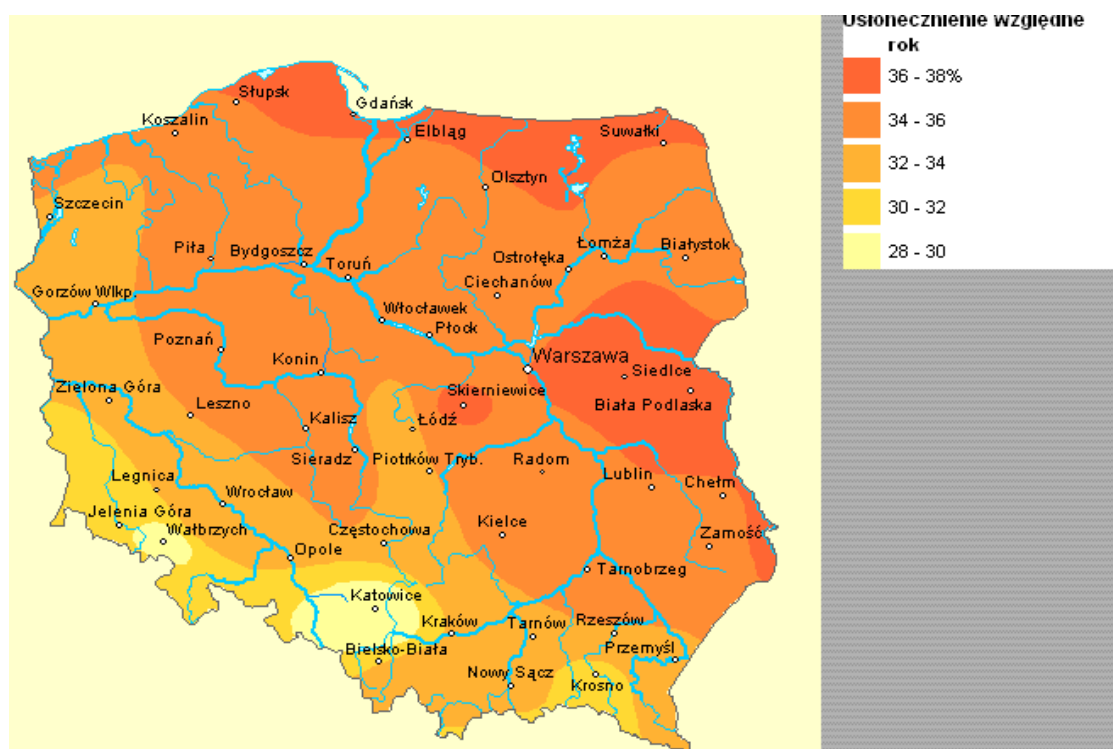 Usłonecznienie względne
rok
36 - 38%
34 - 36
32 - 34
30 - 32
28 - 30
Słupsk
Gdańsk
Koszalin
Elbląg
Suwałki
Olsztyn
Szczecin
Piła
Bydgoszcz
Toruń
Ostrołęka
Łomża
Białystok
Ciechanów
Gorzów Wlkp.
Włocławek
Płock
Poznań
Konin
Warszawa
Siedlce
Skierniewice
Biała Podlaska
Zielona Góra
Leszno
Kalisz
Łódź
Sieradz
Piotrków Tryb.
Radom
Lublin
Chełm
Legnica
Wrocław
Jelenia Góra
Wałbrzych
Częstochowa
Kielce
Zamość
Opole
Tarnobrzeg
Katowice
Kraków
Tarnów
Rzeszów
Bielsko-Biała
Przemyśl
Nowy Sącz
Krosno